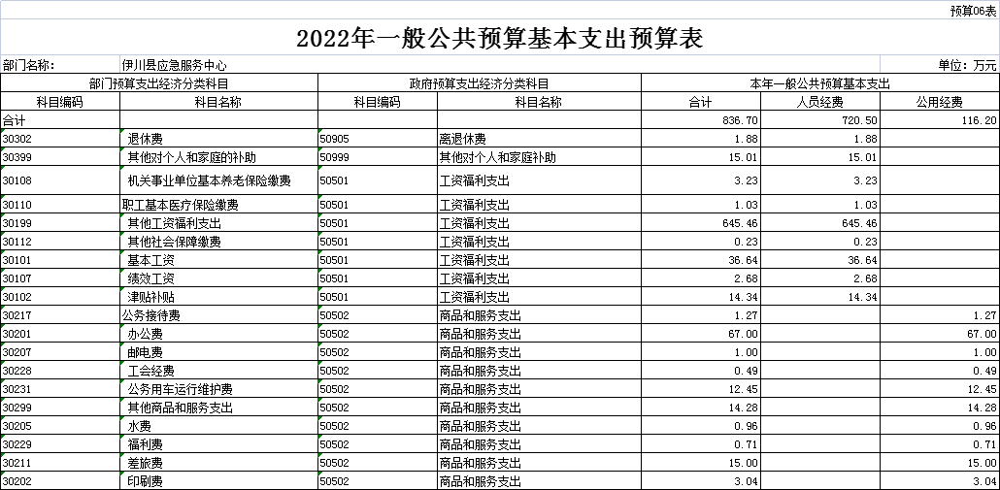 预算06表
2022年一般公共预算基本支出预算表
部门名称： 伊川县应急服务中心 单位：万元
部门预算支出经济分类科目 政府预算支出经济分类科目 本年一般公共预算基本支出
科目编码 科目名称 科目编码 科目名称 合计 人员经费 公用经费
合计 836.70 720.50 116.20
30302 退休费 50905 离退休费 1.88 1.88
30399 其他对个人和家庭的补助 50999 其他对个人和家庭补助 15.01 15.01
30108 机关事业单位基本养老保险缴费 50501 工资福利支出 3.23 3.23
30110 职工基本医疗保险缴费 50501 工资福利支出 1.03 1.03
30199 其他工资福利支出 50501 工资福利支出 645.46 645.46
30112 其他社会保障缴费 50501 工资福利支出 0.23 0.23
30101 基本工资 50501 工资福利支出 36.64 36.64
30107 绩效工资 50501 工资福利支出 2.68 2.68
30102 津贴补贴 50501 工资福利支出 14.34 14.34
30217 公务接待费 50502 商品和服务支出 1.27 1.27
30201 办公费 50502 商品和服务支出 67.00 67.00
30207 邮电费 50502 商品和服务支出 1.00 1.00
30228 工会经费 50502 商品和服务支出 0.49 0.49
30231 公务用车运行维护费 50502 商品和服务支出 12.45 12.45
30299 其他商品和服务支出 50502 商品和服务支出 14.28 14.28
30205 水费 50502 商品和服务支出 0.96 0.96
30229 福利费 50502 商品和服务支出 0.71 0.71
30211 差旅费 50502 商品和服务支出 15.00 15.00
30202 印刷费 50502 商品和服务支出 3.04 3.04